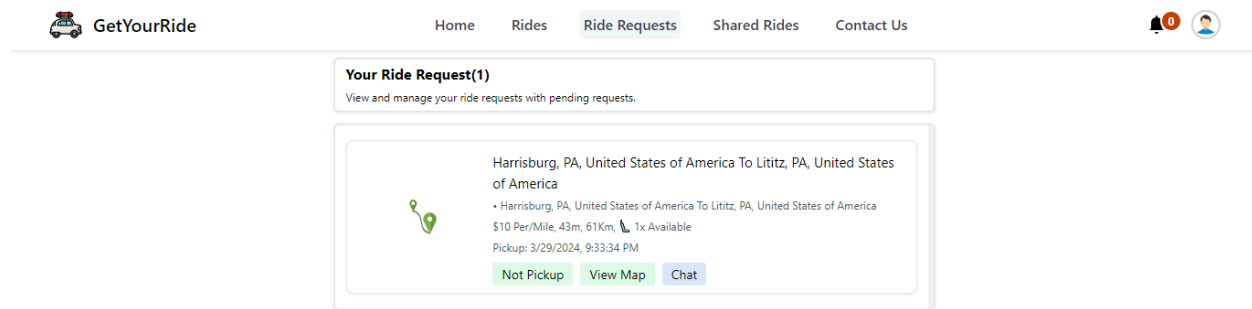 GetYourRide Home Rides Ride Requests Shared Rides Contact Us 0
Your Ride Request(1)
View and manage your ride requests with pending requests.
Harrisburg, PA, United States of America To Lititz, PA, United States
of America
• Harrisburg, PA, United States of America To Lititz, PA, United States of America
$10 Per/Mile, 43m, 61Km, 1x Available
Pickup: 3/29/2024, 9:33:34 PM
Not Pickup View Map Chat